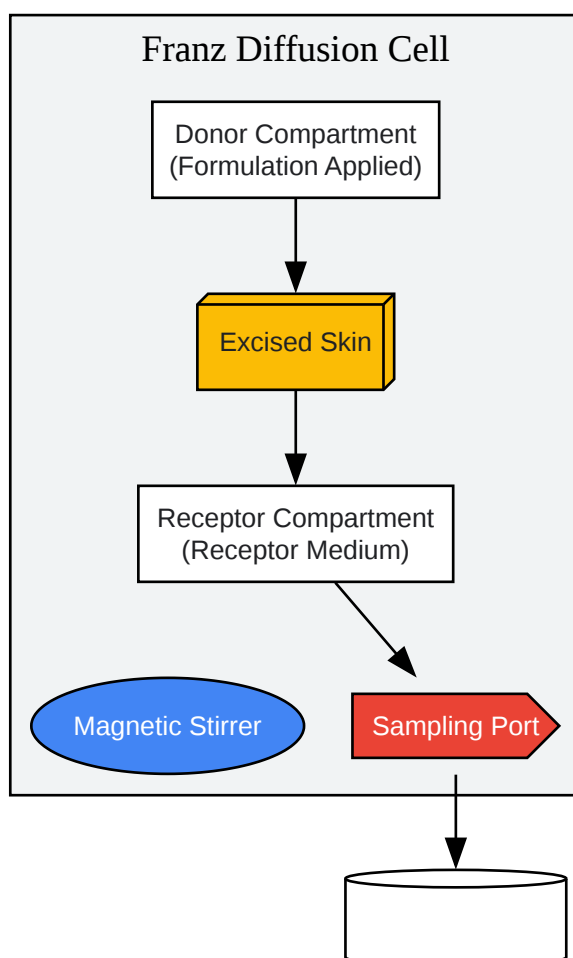 Franz Diffusion Cell
Donor Compartment
(Formulation Applied)
Excised Skin
Receptor Compartment
(Receptor Medium)
Magnetic Stirrer
Sampling Port